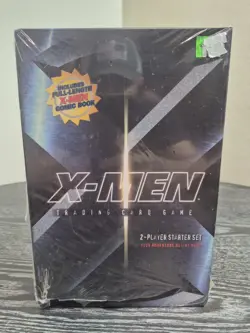 INCLUDES
FULL-LENGTH
X-MEN
COMIC BOOK
X-MEN
TRADING CARD GAME
2-PLAYER STARTER SET